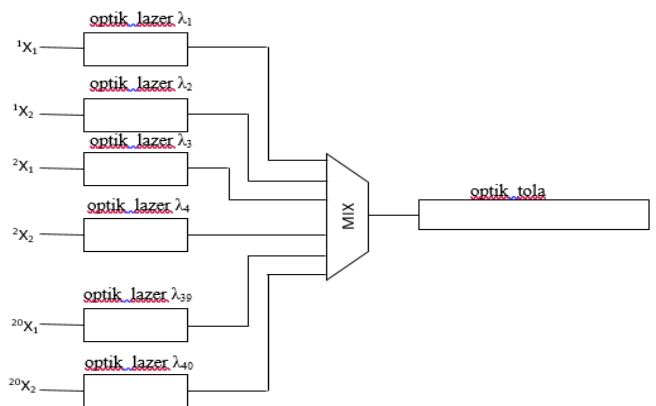 optik lazer λ₁
¹X₁
optik lazer λ₂
¹X₂
optik lazer λ₃
²X₁
optik lazer λ₄
²X₂
optik lazer λ₃₉
²⁰X₁
optik lazer λ₄₀
²⁰X₂
MIX
optik tola